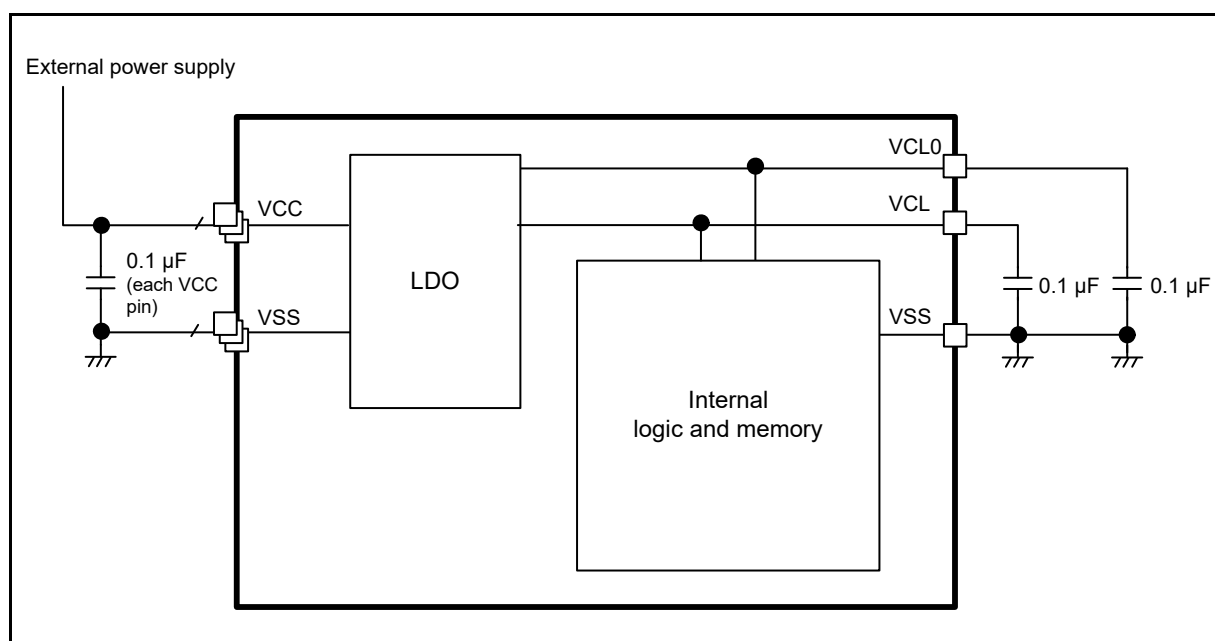 External power supply
VCL0
VCC
VCL
0.1 µF
(each VCC
pin)
LDO
0.1 µF
0.1 µF
VSS
VSS
Internal
logic and memory